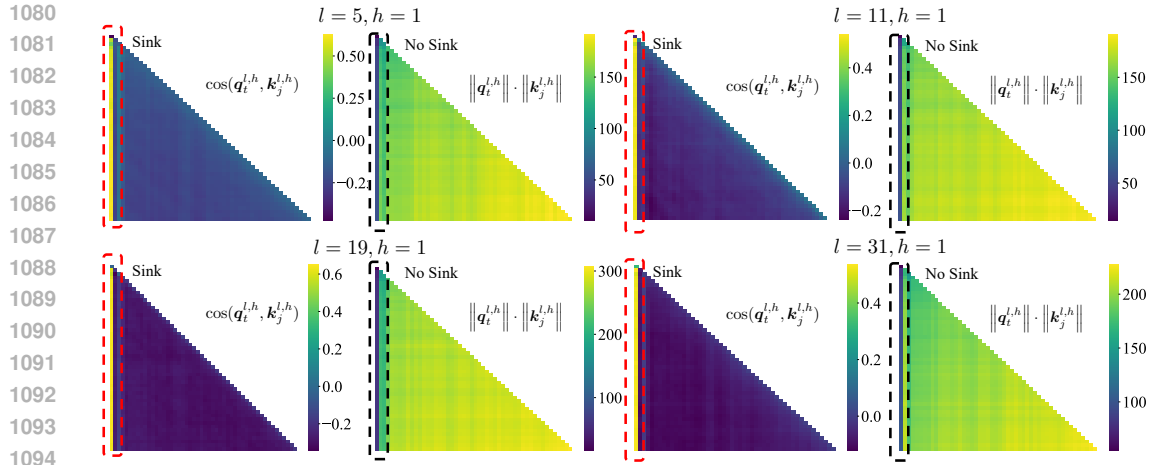 1080
1081
1082
1083
1084
1085
1086
1087
1088
1089
1090
1091
1092
1093
1094
l = 5, h = 1
Sink
cos(q_t^{l,h}, k_j^{l,h})
0.50
0.25
0.00
−0.2
No Sink
‖q_t^{l,h}‖ · ‖k_j^{l,h}‖
150
100
50
l = 11, h = 1
Sink
cos(q_t^{l,h}, k_j^{l,h})
0.4
0.2
0.0
−0.2
No Sink
‖q_t^{l,h}‖ · ‖k_j^{l,h}‖
150
100
50
l = 19, h = 1
Sink
cos(q_t^{l,h}, k_j^{l,h})
0.6
0.4
0.2
0.0
−0.2
No Sink
‖q_t^{l,h}‖ · ‖k_j^{l,h}‖
300
200
100
l = 31, h = 1
Sink
cos(q_t^{l,h}, k_j^{l,h})
0.4
0.2
0.0
No Sink
‖q_t^{l,h}‖ · ‖k_j^{l,h}‖
200
150
100